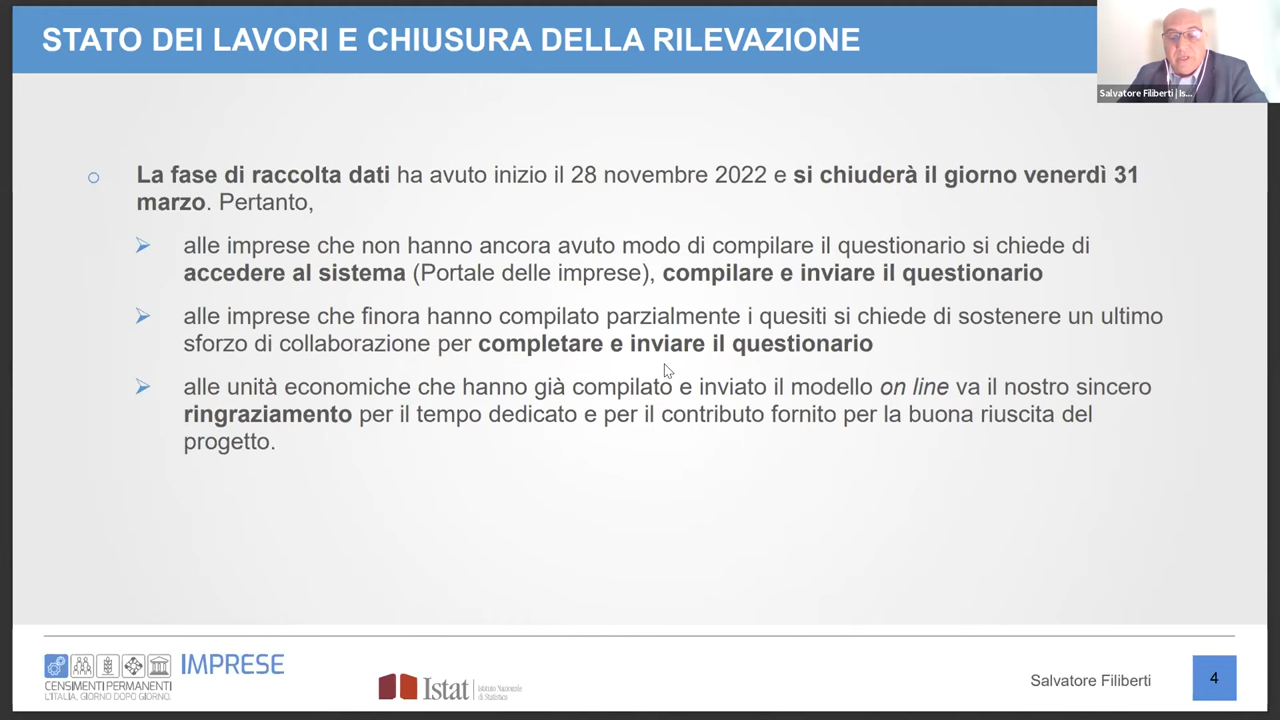 STATO DEI LAVORI E CHIUSURA DELLA RILEVAZIONE
Salvatore Filiberti | Is...
La fase di raccolta dati ha avuto inizio il 28 novembre 2022 e si chiuderà il giorno venerdì 31
marzo. Pertanto,
alle imprese che non hanno ancora avuto modo di compilare il questionario si chiede di
accedere al sistema (Portale delle imprese), compilare e inviare il questionario
alle imprese che finora hanno compilato parzialmente i quesiti si chiede di sostenere un ultimo
sforzo di collaborazione per completare e inviare il questionario
alle unità economiche che hanno già compilato e inviato il modello on line va il nostro sincero
ringraziamento per il tempo dedicato e per il contributo fornito per la buona riuscita del
progetto.
IMPRESE
CENSIMENTI PERMANENTI
L'ITALIA, GIORNO DOPO GIORNO.
Istat
Istituto Nazionale
di Statistica
Salvatore Filiberti
4